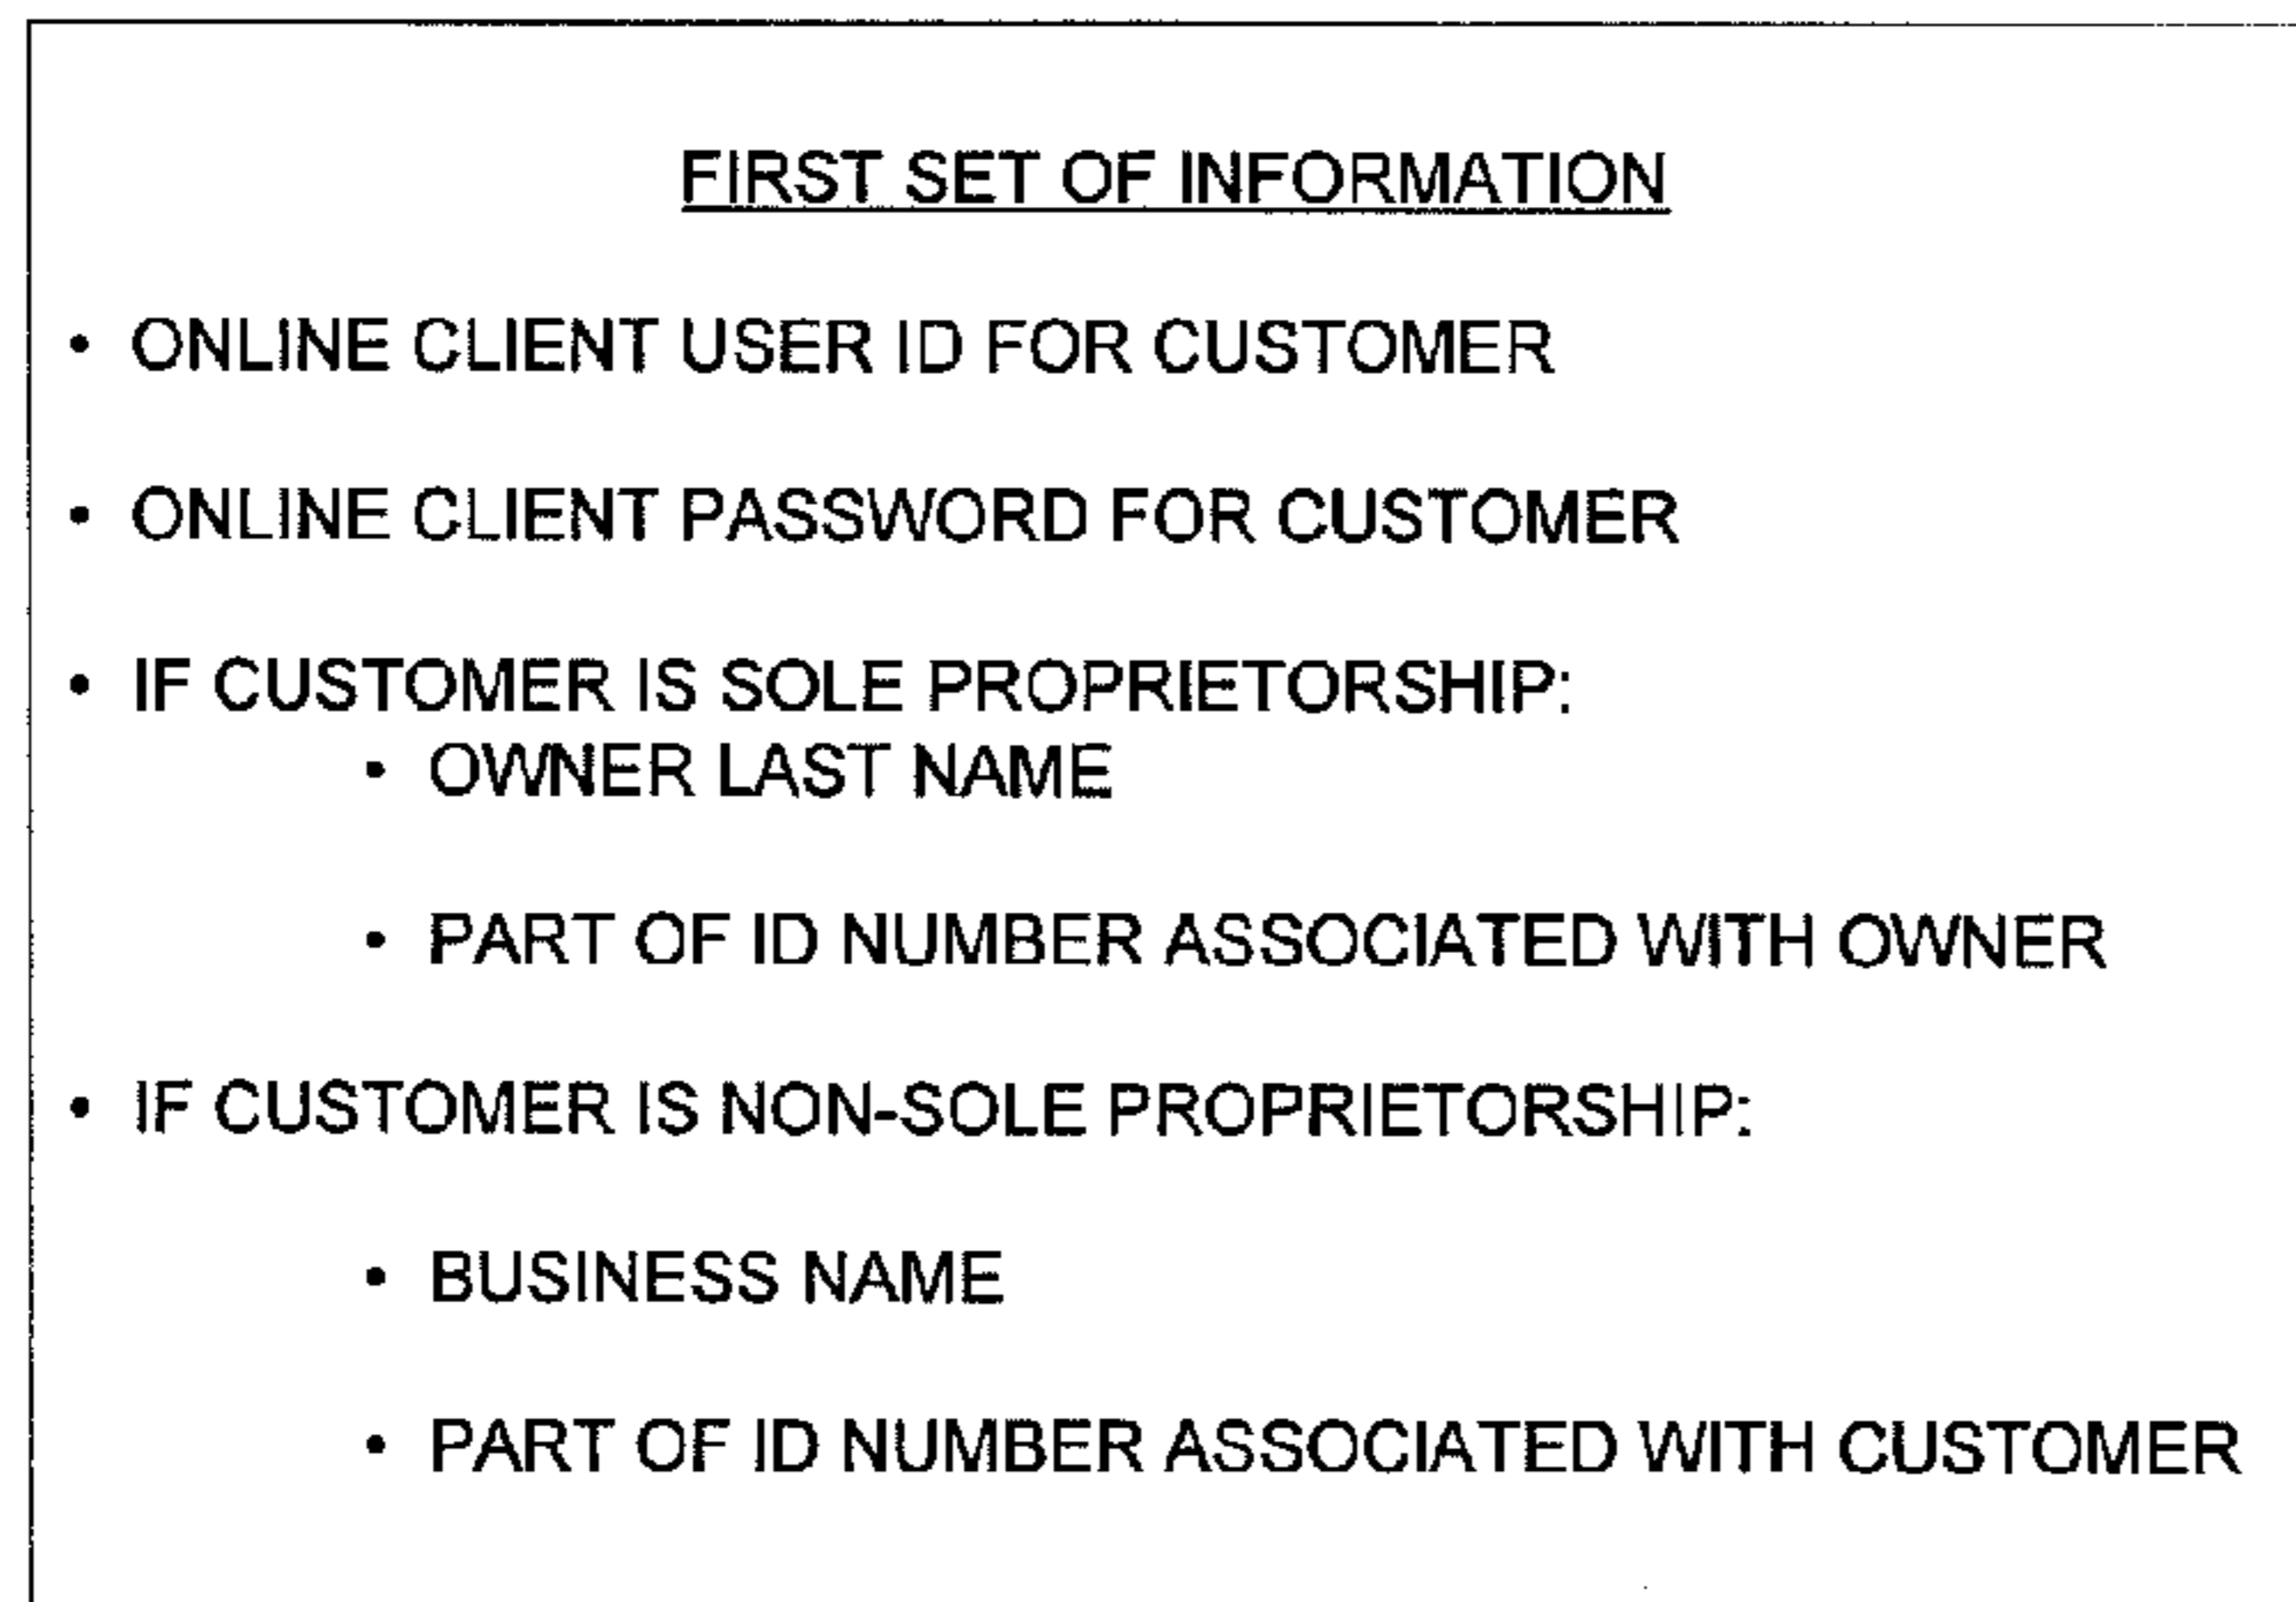 FIRST SET OF INFORMATION
• ONLINE CLIENT USER ID FOR CUSTOMER
• ONLINE CLIENT PASSWORD FOR CUSTOMER
• IF CUSTOMER IS SOLE PROPRIETORSHIP:
• OWNER LAST NAME
• PART OF ID NUMBER ASSOCIATED WITH OWNER
• IF CUSTOMER IS NON-SOLE PROPRIETORSHIP:
• BUSINESS NAME
• PART OF ID NUMBER ASSOCIATED WITH CUSTOMER